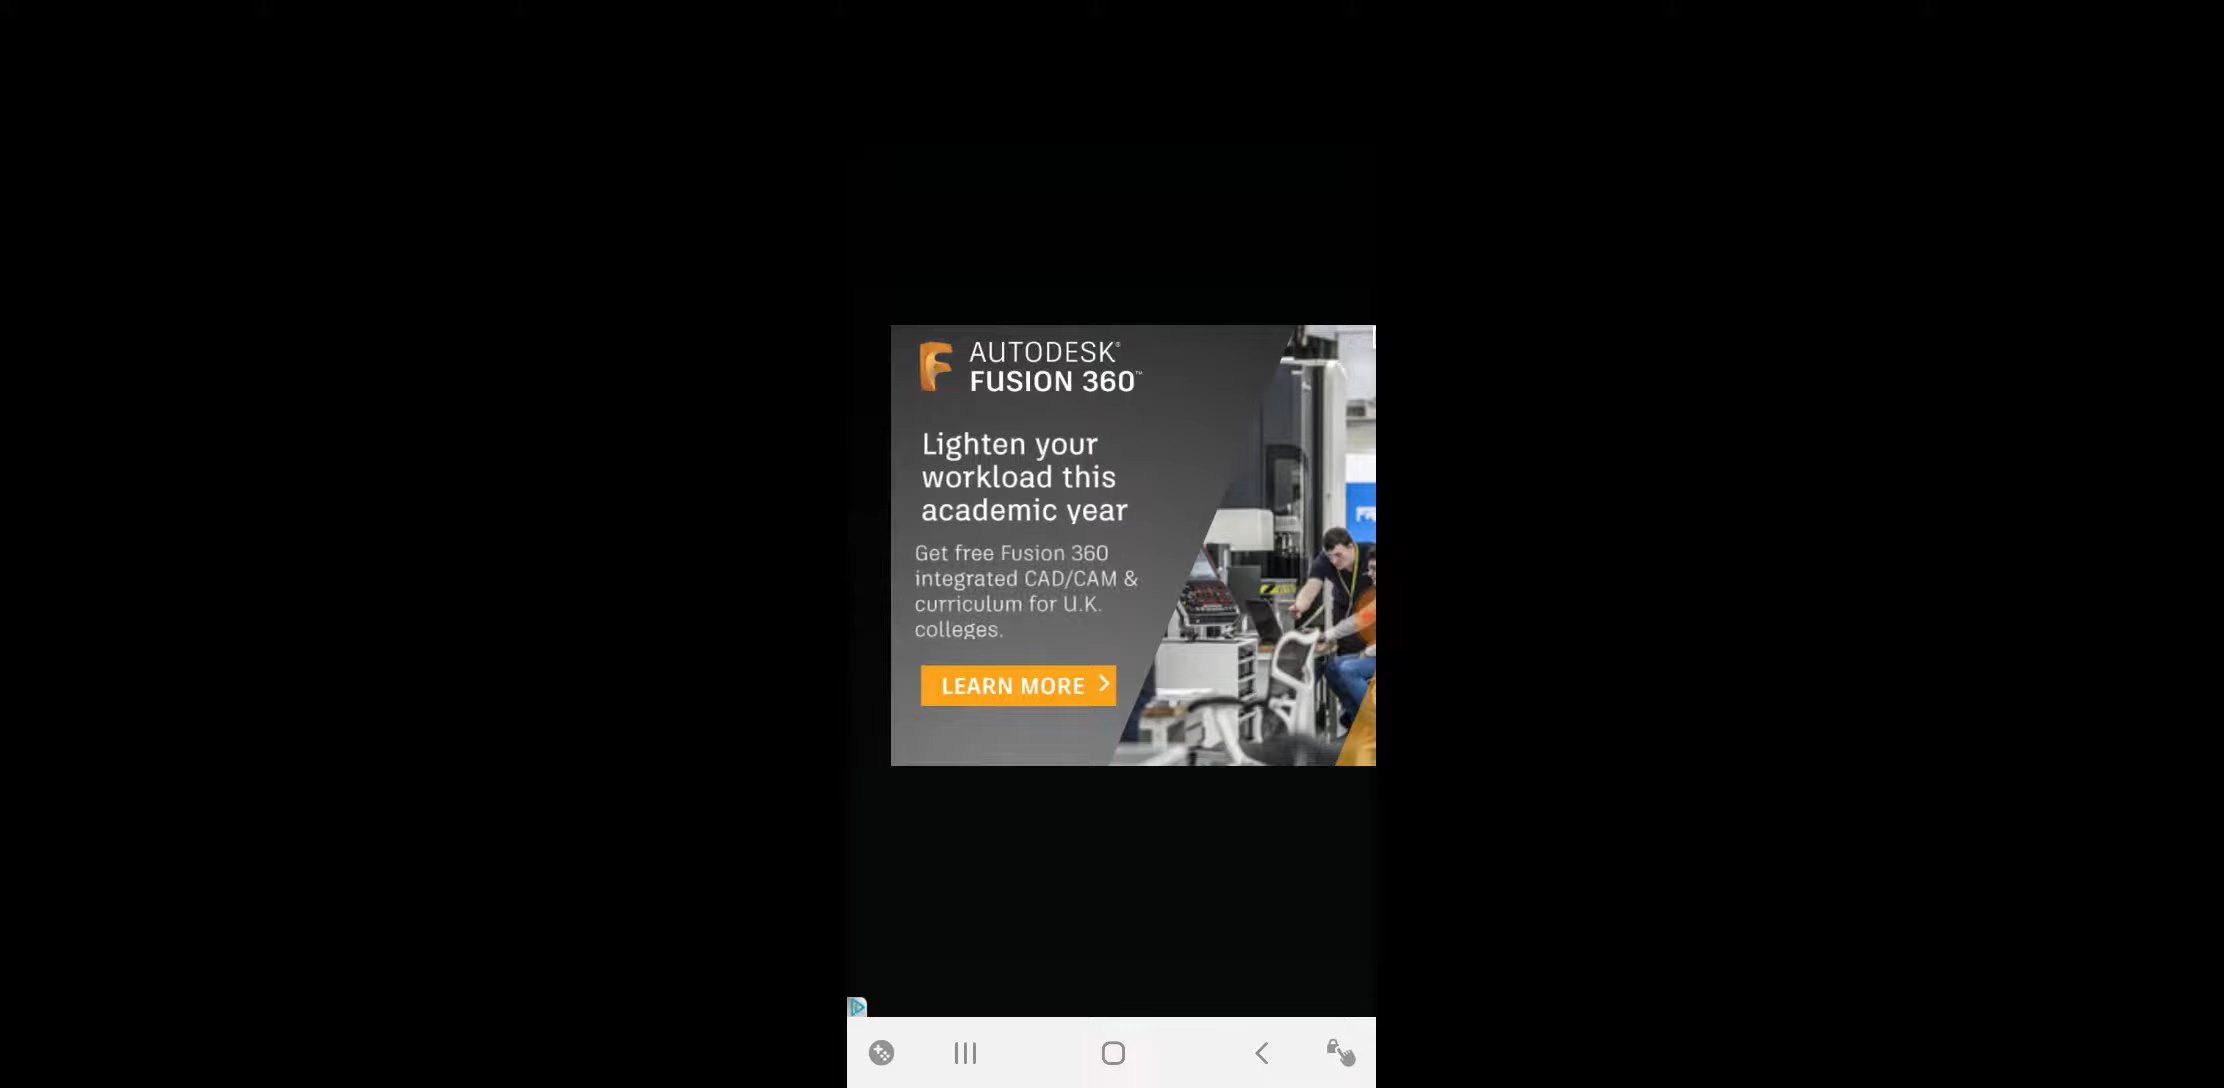 AUTODESK®
FUSION 360™
Lighten your
workload this
academic year
Get free Fusion 360
integrated CAD/CAM &
curriculum for U.K.
colleges.
LEARN MORE